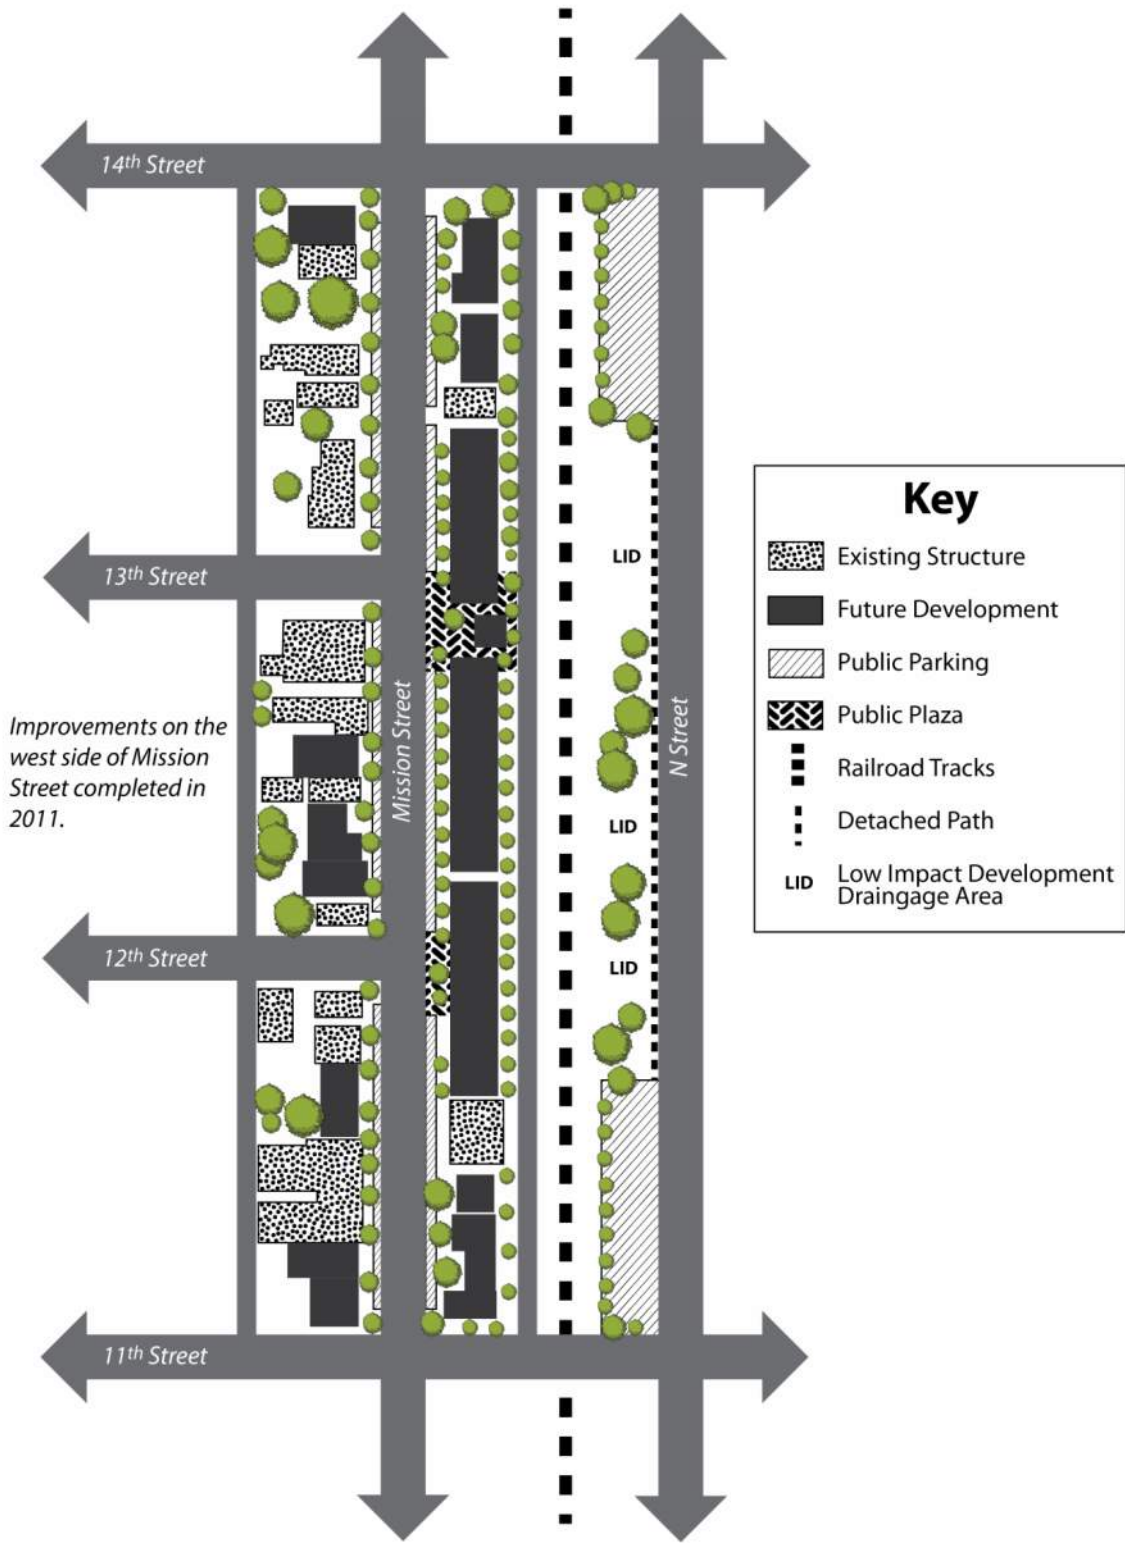 14th Street
13th Street
Improvements on the
west side of Mission
Street completed in
2011.
Mission Street
N Street
12th Street
11th Street
LID
LID
LID
Key
Existing Structure
Future Development
Public Parking
Public Plaza
Railroad Tracks
Detached Path
LID Low Impact Development
Draingage Area